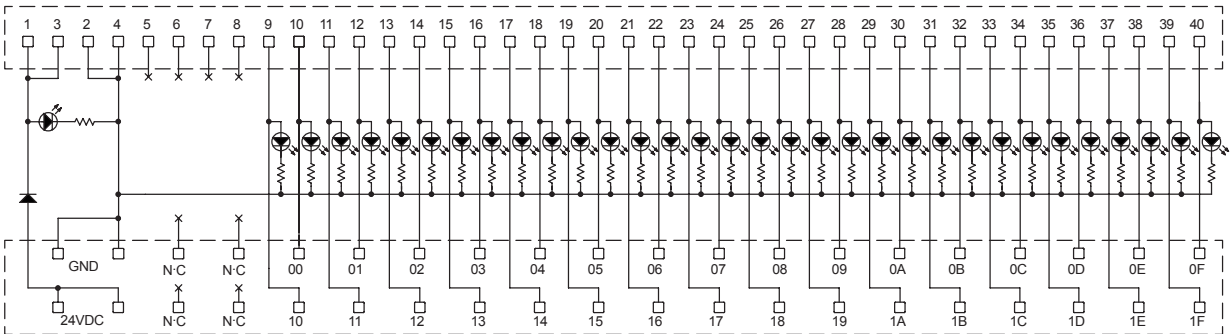 1 3 2 4 5 6 7 8 9 10 11 12 13 14 15 16 17 18 19 20 21 22 23 24 25 26 27 28 29 30 31 32 33 34 35 36 37 38 39 40
GND N·C N·C 00 01 02 03 04 05 06 07 08 09 0A 0B 0C 0D 0E 0F
24VDC N·C N·C 10 11 12 13 14 15 16 17 18 19 1A 1B 1C 1D 1E 1F